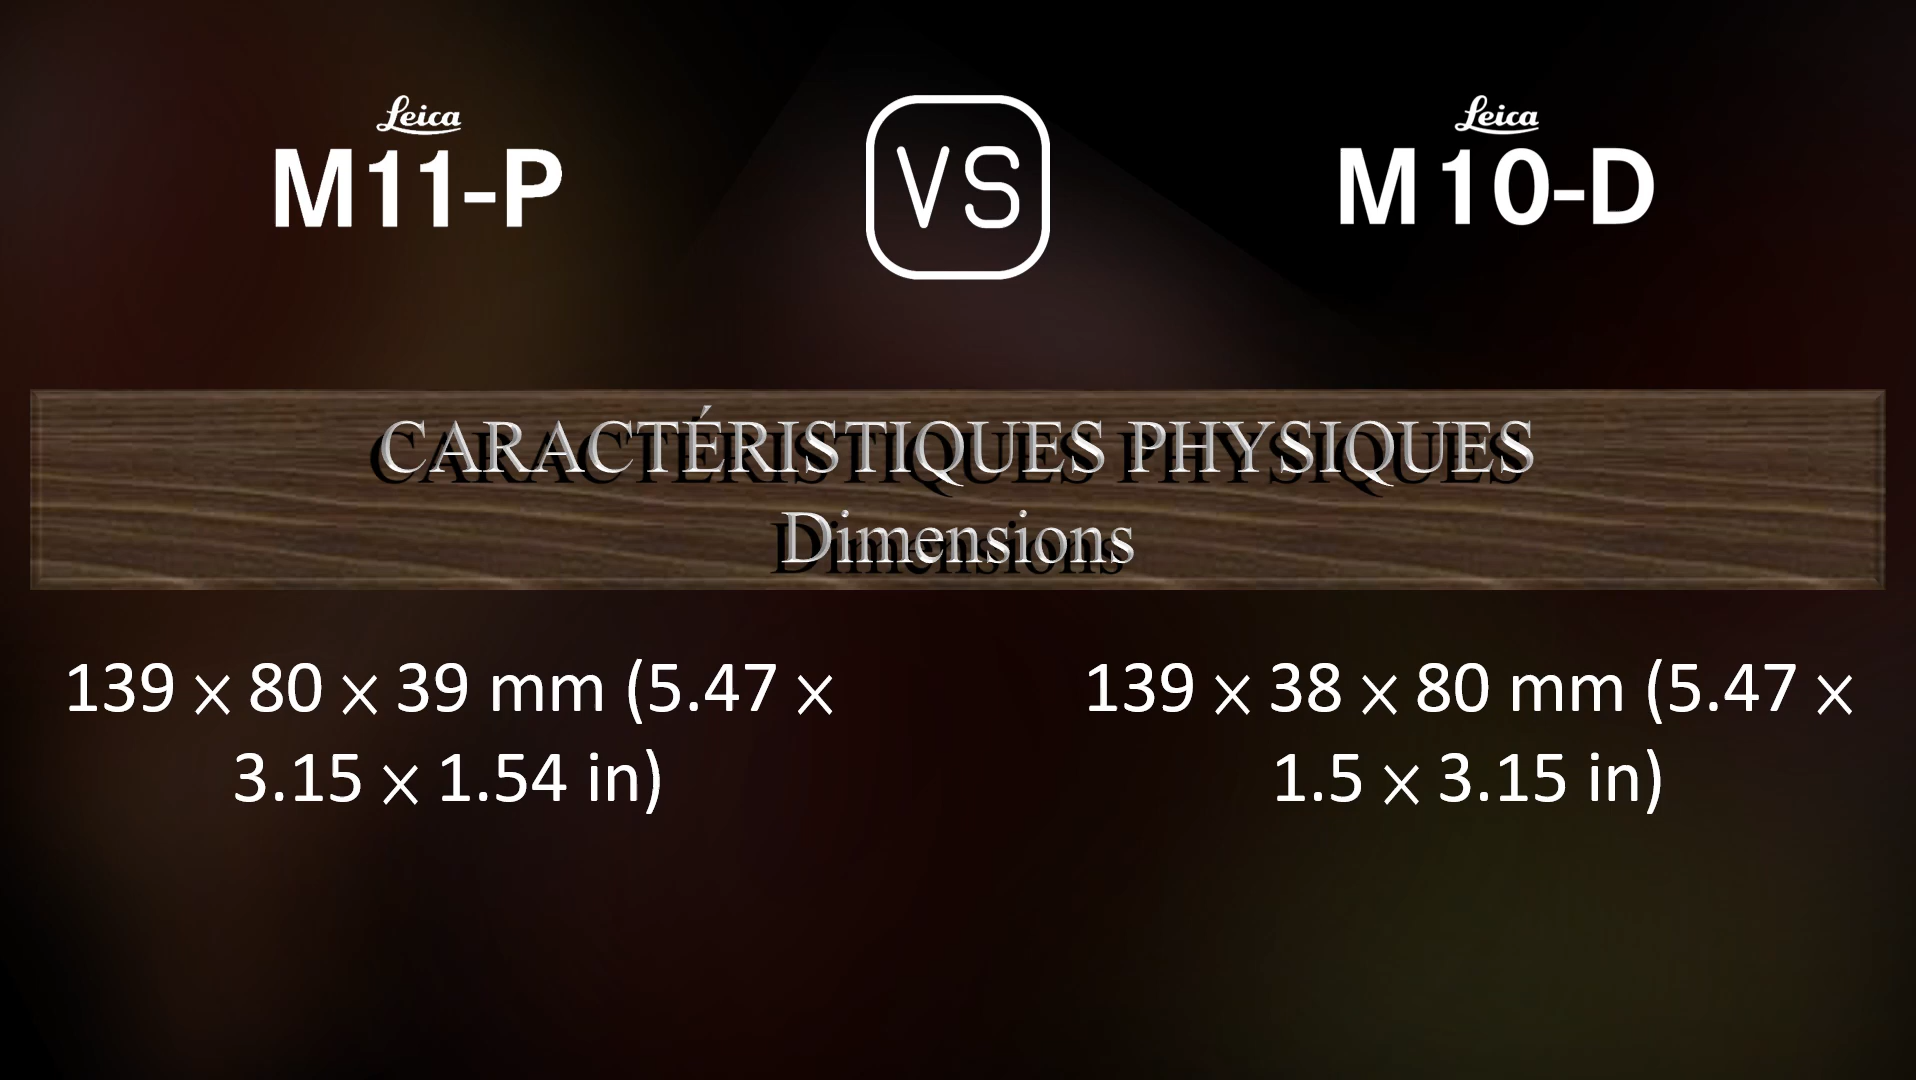 Leica
M11-P
VS
Leica
M10-D
CARACTÉRISTIQUES PHYSIQUES
Dimensions
139 x 80 x 39 mm (5.47 x
3.15 x 1.54 in)
139 x 38 x 80 mm (5.47 x
1.5 x 3.15 in)